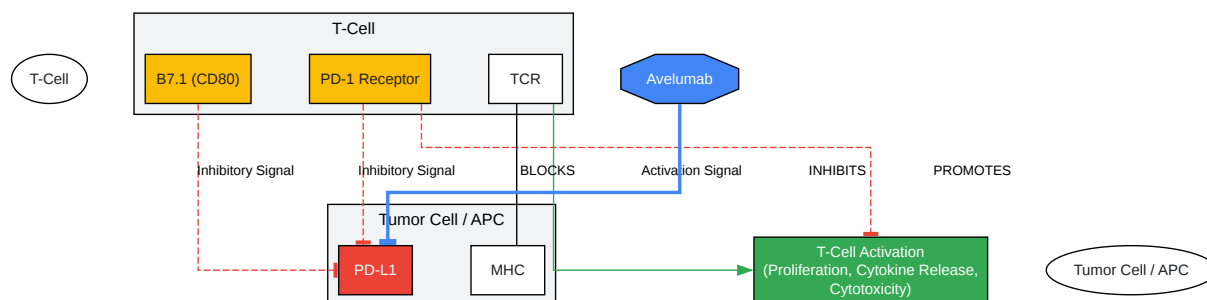 T-Cell
T-Cell
B7.1 (CD80)
PD-1 Receptor
TCR
Avelumab
Inhibitory Signal
Inhibitory Signal
BLOCKS
Activation Signal
INHIBITS
PROMOTES
Tumor Cell / APC
PD-L1
MHC
T-Cell Activation
(Proliferation, Cytokine Release,
Cytotoxicity)
Tumor Cell / APC